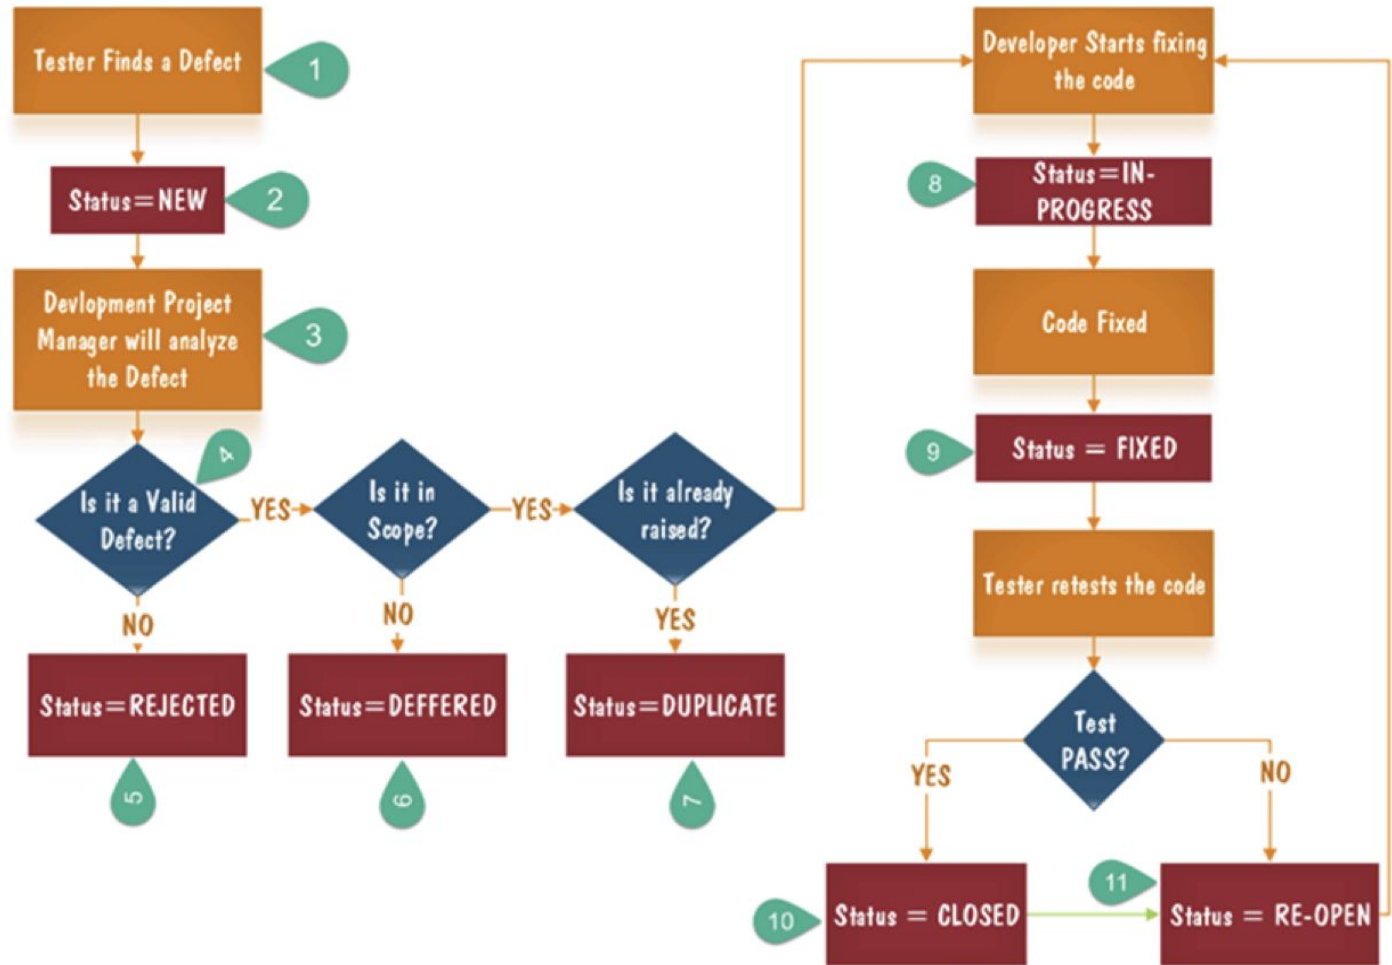 Tester Finds a Defect
1
Status=NEW
2
Devlopment Project
Manager will analyze
the Defect
3
Is it a Valid
Defect?
4
YES
NO
Status=REJECTED
5
Is it in
Scope?
YES
NO
Status=DEFFERED
6
Is it already
raised?
YES
Status=DUPLICATE
7
Developer Starts fixing
the code
Status=IN-
PROGRESS
8
Code Fixed
Status = FIXED
9
Tester retests the code
Test
PASS?
YES
NO
Status = CLOSED
10
Status = RE-OPEN
11